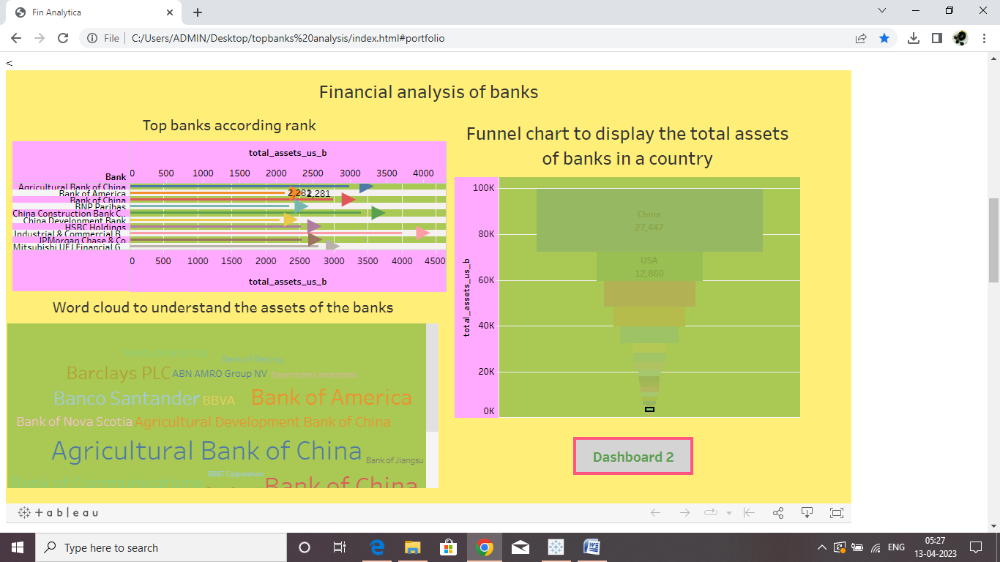 Fin Analytica
File
C:/Users/ADMIN/Desktop/topbanks%20analysis/index.html#portfolio
<
Financial analysis of banks
Top banks according rank
total_assets_us_b
Bank
0 500 1000 1500 2000 2500 3000 3500 4000
Agricultural Bank of China
Bank of America
2,281 2,281
Bank of China
BNP Paribas
China Construction Bank C..
China Development Bank
HSBC Holdings
Industrial & Commercial B..
JPMorgan Chase & Co
Mitsubishi UFJ Financial G..
0 500 1000 1500 2000 2500 3000 3500 4000 4500
total_assets_us_b
Funnel chart to display the total assets
of banks in a country
total_assets_us_b
100K
80K
60K
40K
20K
0K
China
27,447
USA
12,860
Word cloud to understand the assets of the banks
Bank of Beijing
Barclays PLC ABN AMRO Group NV Bayerische Landesbank
Banco Santander BBVA Bank of America
Bank of Nova Scotia Agricultural Development Bank of China
Agricultural Bank of China Bank of Jiangsu
BB&T Corporation
Bank of Communications Bank of China
Dashboard 2
+ a b | e a u
Type here to search
ENG
05:27
13-04-2023